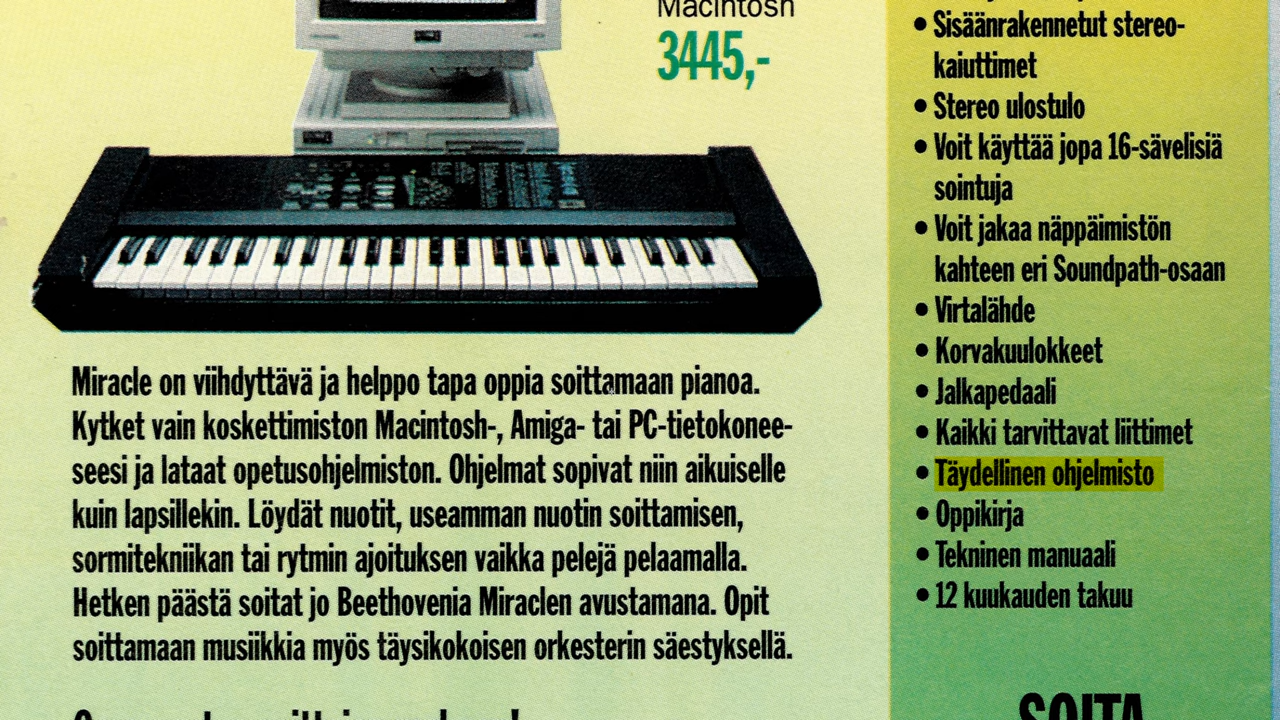 Macintosh
3445,-
Miracle on viihdyttävä ja helppo tapa oppia soittamaan pianoa.
Kytket vain koskettimiston Macintosh-, Amiga- tai PC-tietokonee-
seesi ja lataat opetusohjelmiston. Ohjelmat sopivat niin aikuiselle
kuin lapsillekin. Löydät nuotit, useamman nuotin soittamisen,
sormitekniikan tai rytmin ajoituksen vaikka pelejä pelaamalla.
Hetken päästä soitat jo Beethovenia Miraclen avustamana. Opit
soittamaan musiikkia myös täysikokoisen orkesterin säestyksellä.
• Sisäänrakennetut stereo-
kaiuttimet
• Stereo ulostulo
• Voit käyttää jopa 16-sävelisiä
sointuja
• Voit jakaa näppäimistön
kahteen eri Soundpath-osaan
• Virtalähde
• Korvakuulokkeet
• Jalkapedaali
• Kaikki tarvittavat liittimet
• Täydellinen ohjelmisto
• Oppikirja
• Tekninen manuaali
• 12 kuukauden takuu
SOITA